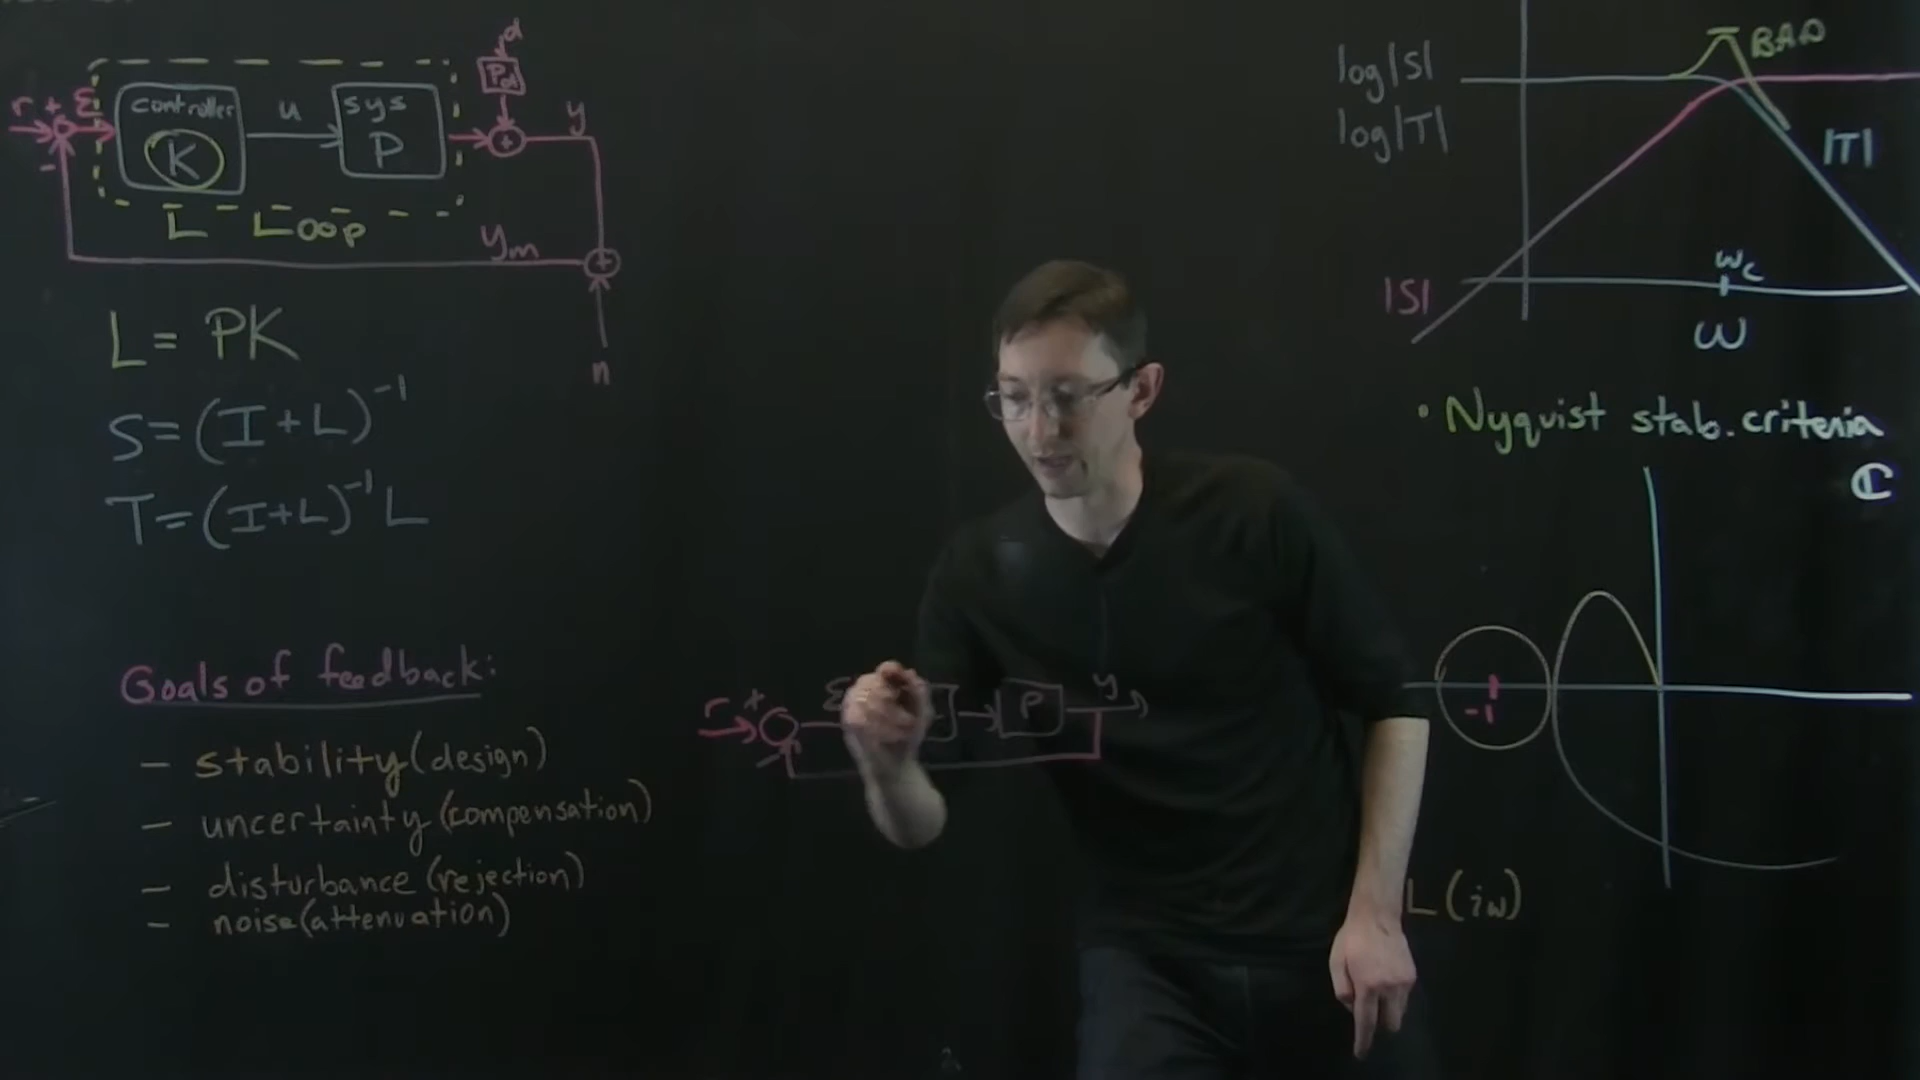 d
Pd
r + Σ controller u sys y
K P
-
L Loop
ym
n
L = PK
S = (I+L)⁻¹
T = (I+L)⁻¹L
Goals of feedback:
- stability (design)
- uncertainty (compensation)
- disturbance (rejection)
- noise (attenuation)
r + P y
-
log|S|
log|T|
BAD
|T|
|S|
ωc
ω
• Nyquist stab. criteria
ℂ
-1
L(iω)